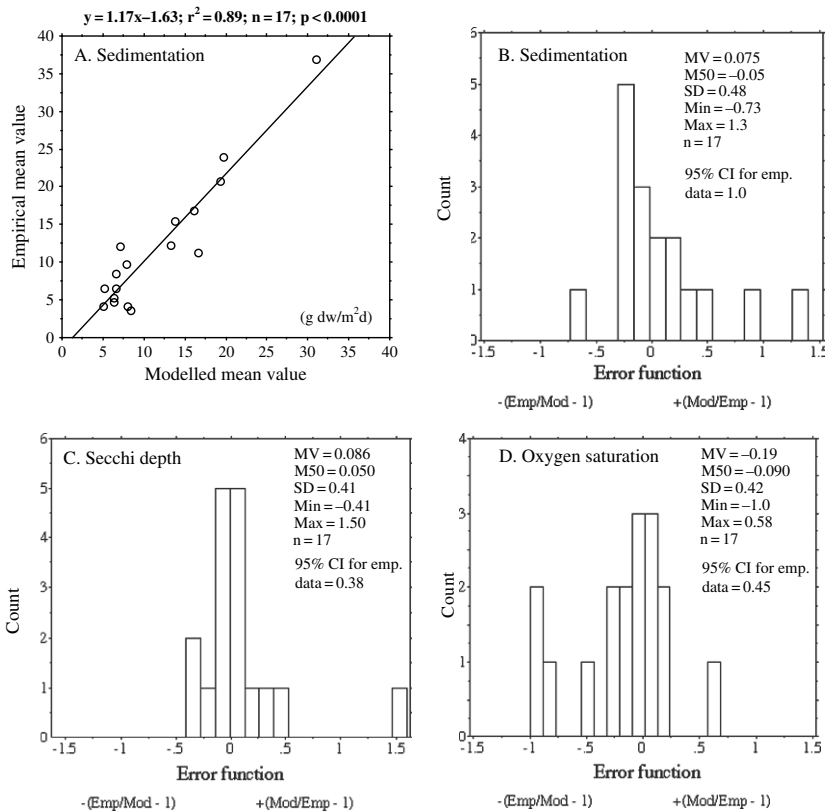 y = 1.17x–1.63; r² = 0.89; n = 17; p < 0.0001
A. Sedimentation
40
35
30
25
20
15
10
5
0
Empirical mean value
(g dw/m²d)
0 5 10 15 20 25 30 35 40
Modelled mean value
B. Sedimentation
MV = 0.075
M50 = –0.05
SD = 0.48
Min = –0.73
Max = 1.3
n = 17
95% CI for emp.
data = 1.0
6
5
4
3
2
1
0
Count
-1.5 -1 -.5 0 .5 1 1.5
Error function
-(Emp/Mod - 1) +(Mod/Emp - 1)
C. Secchi depth
MV = 0.086
M50 = 0.050
SD = 0.41
Min = –0.41
Max = 1.50
n = 17
95% CI for emp.
data = 0.38
6
5
4
3
2
1
0
Count
-1.5 -1 -.5 0 .5 1 1.5
Error function
-(Emp/Mod - 1) +(Mod/Emp - 1)
D. Oxygen saturation
MV = –0.19
M50 = –0.090
SD = 0.42
Min = –1.0
Max = 0.58
n = 17
95% CI for emp.
data = 0.45
4
3
2
1
0
Count
-1.5 -1 -.5 0 .5 1 1.5
Error function
-(Emp/Mod - 1) +(Mod/Emp - 1)